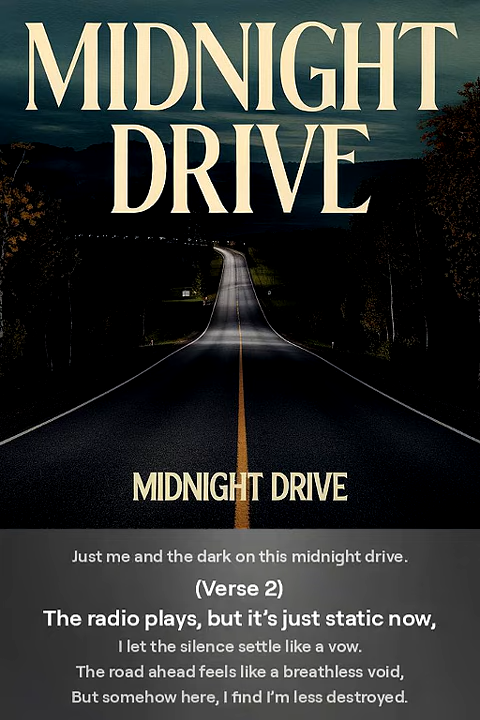 MIDNIGHT
DRIVE
MIDNIGHT DRIVE
Just me and the dark on this midnight drive.
(Verse 2)
The radio plays, but it’s just static now,
I let the silence settle like a vow.
The road ahead feels like a breathless void,
But somehow here, I find I’m less destroyed.